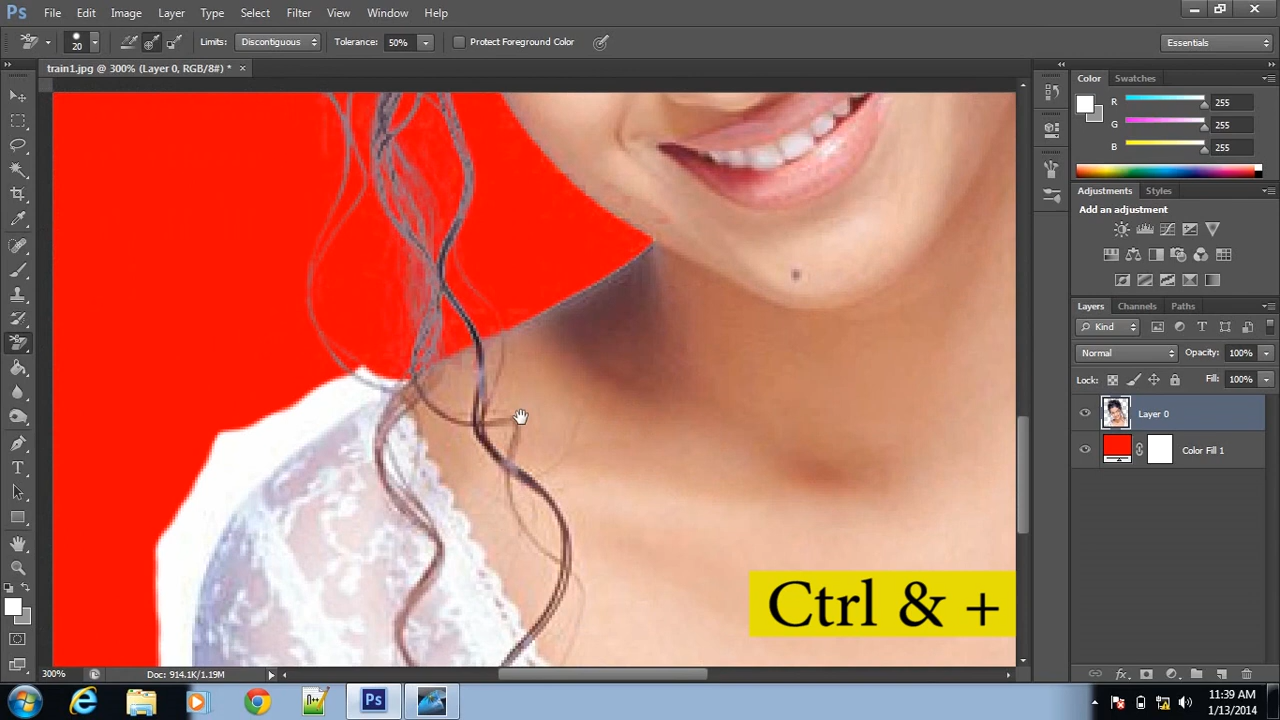 Ps File Edit Image Layer Type Select Filter View Window Help
20 Limits: Discontiguous Tolerance: 50% Protect Foreground Color Essentials
train1.jpg @ 300% (Layer 0, RGB/8#) * ×
Color Swatches
R 255
G 255
B 255
Adjustments Styles
Add an adjustment
Layers Channels Paths
Kind
Normal Opacity: 100%
Lock: Fill: 100%
Layer 0
Color Fill 1
Ctrl & +
300% Doc: 914.1K/1.19M
Ps
11:39 AM
1/13/2014